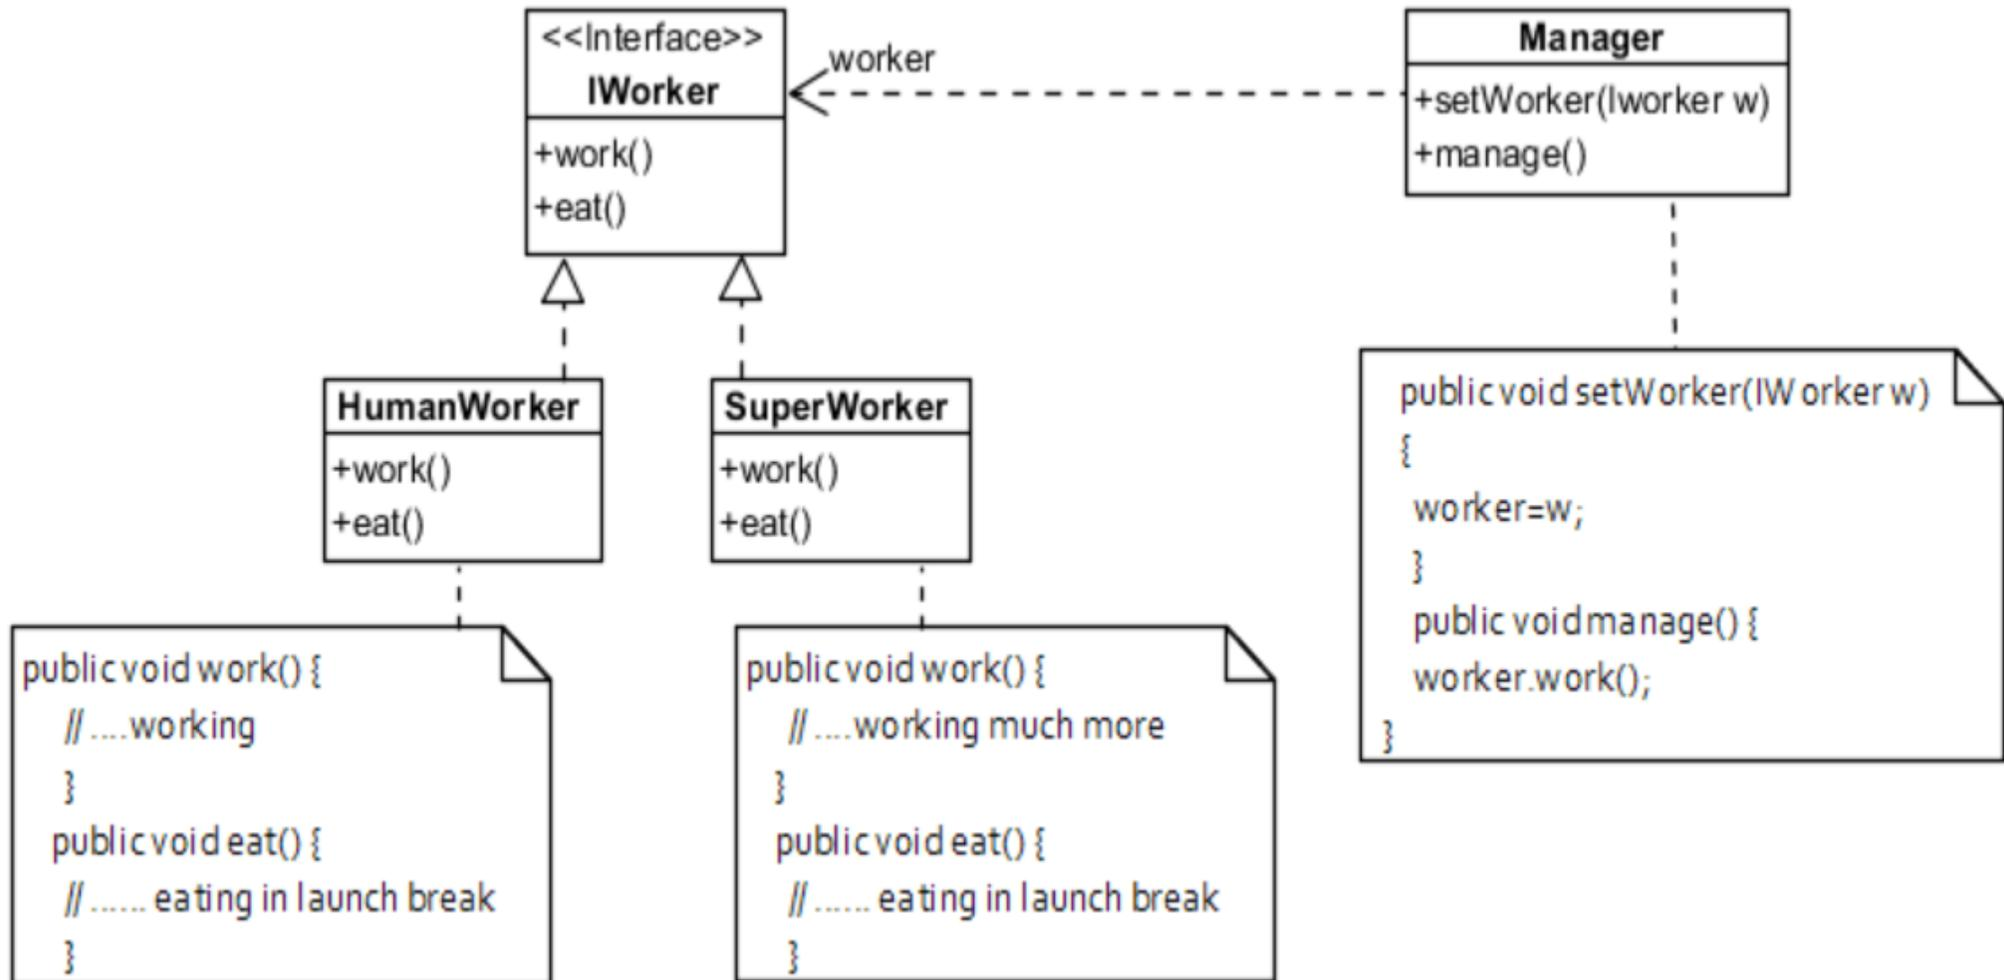 <<Interface>>
IWorker
+work()
+eat()
worker
Manager
+setWorker(Iworker w)
+manage()
HumanWorker
+work()
+eat()
SuperWorker
+work()
+eat()
public void setWorker(IWorker w)
{
worker=w;
}
public void manage() {
worker.work();
}
public void work() {
// ....working
}
public void eat() {
// ...... eating in launch break
}
public void work() {
// ....working much more
}
public void eat() {
// ...... eating in launch break
}